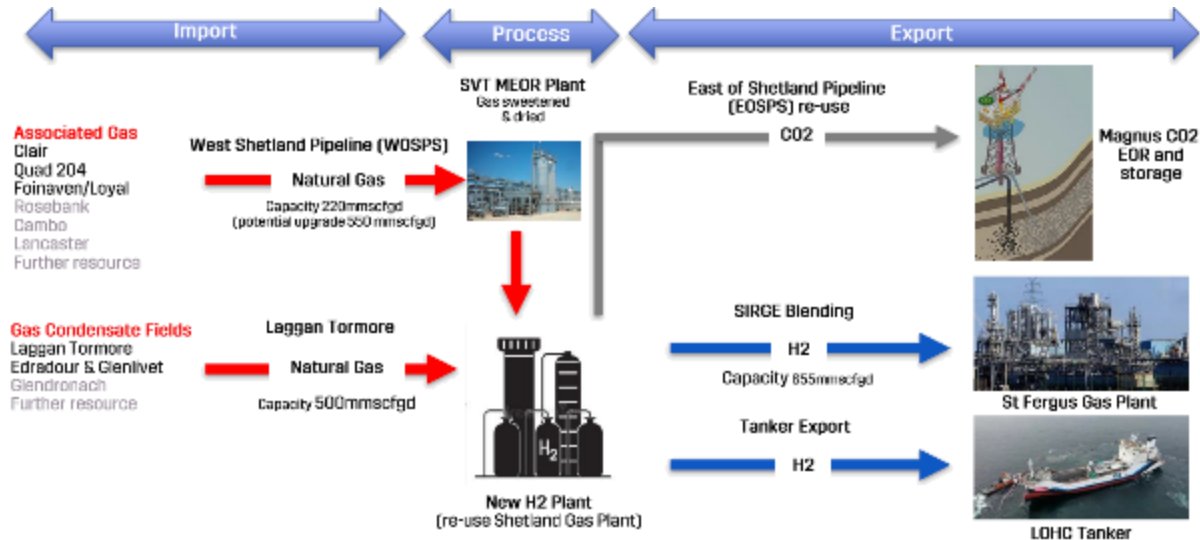 Import
Process
Export
SVT MEOR Plant
Gas sweetened
& dried
East of Shetland Pipeline
(EOSPS) re-use
CO2
Magnus CO2
EOR and
storage
Associated Gas
Clair
Quad 204
Foinaven/Loyal
Rosebank
Cambo
Lancaster
Further resource
West Shetland Pipeline (WOSPS)
Natural Gas
Capacity 220mmscfgd
(potential upgrade 550 mmscfgd)
Gas Condensate Fields
Laggan Tormore
Edradour & Glenlivet
Glendronach
Further resource
Laggan Tormore
Natural Gas
Capacity 500mmscfgd
H2
New H2 Plant
(re-use Shetland Gas Plant)
SIRGE Blending
H2
Capacity 655mmscfgd
St Fergus Gas Plant
Tanker Export
H2
LOHC Tanker